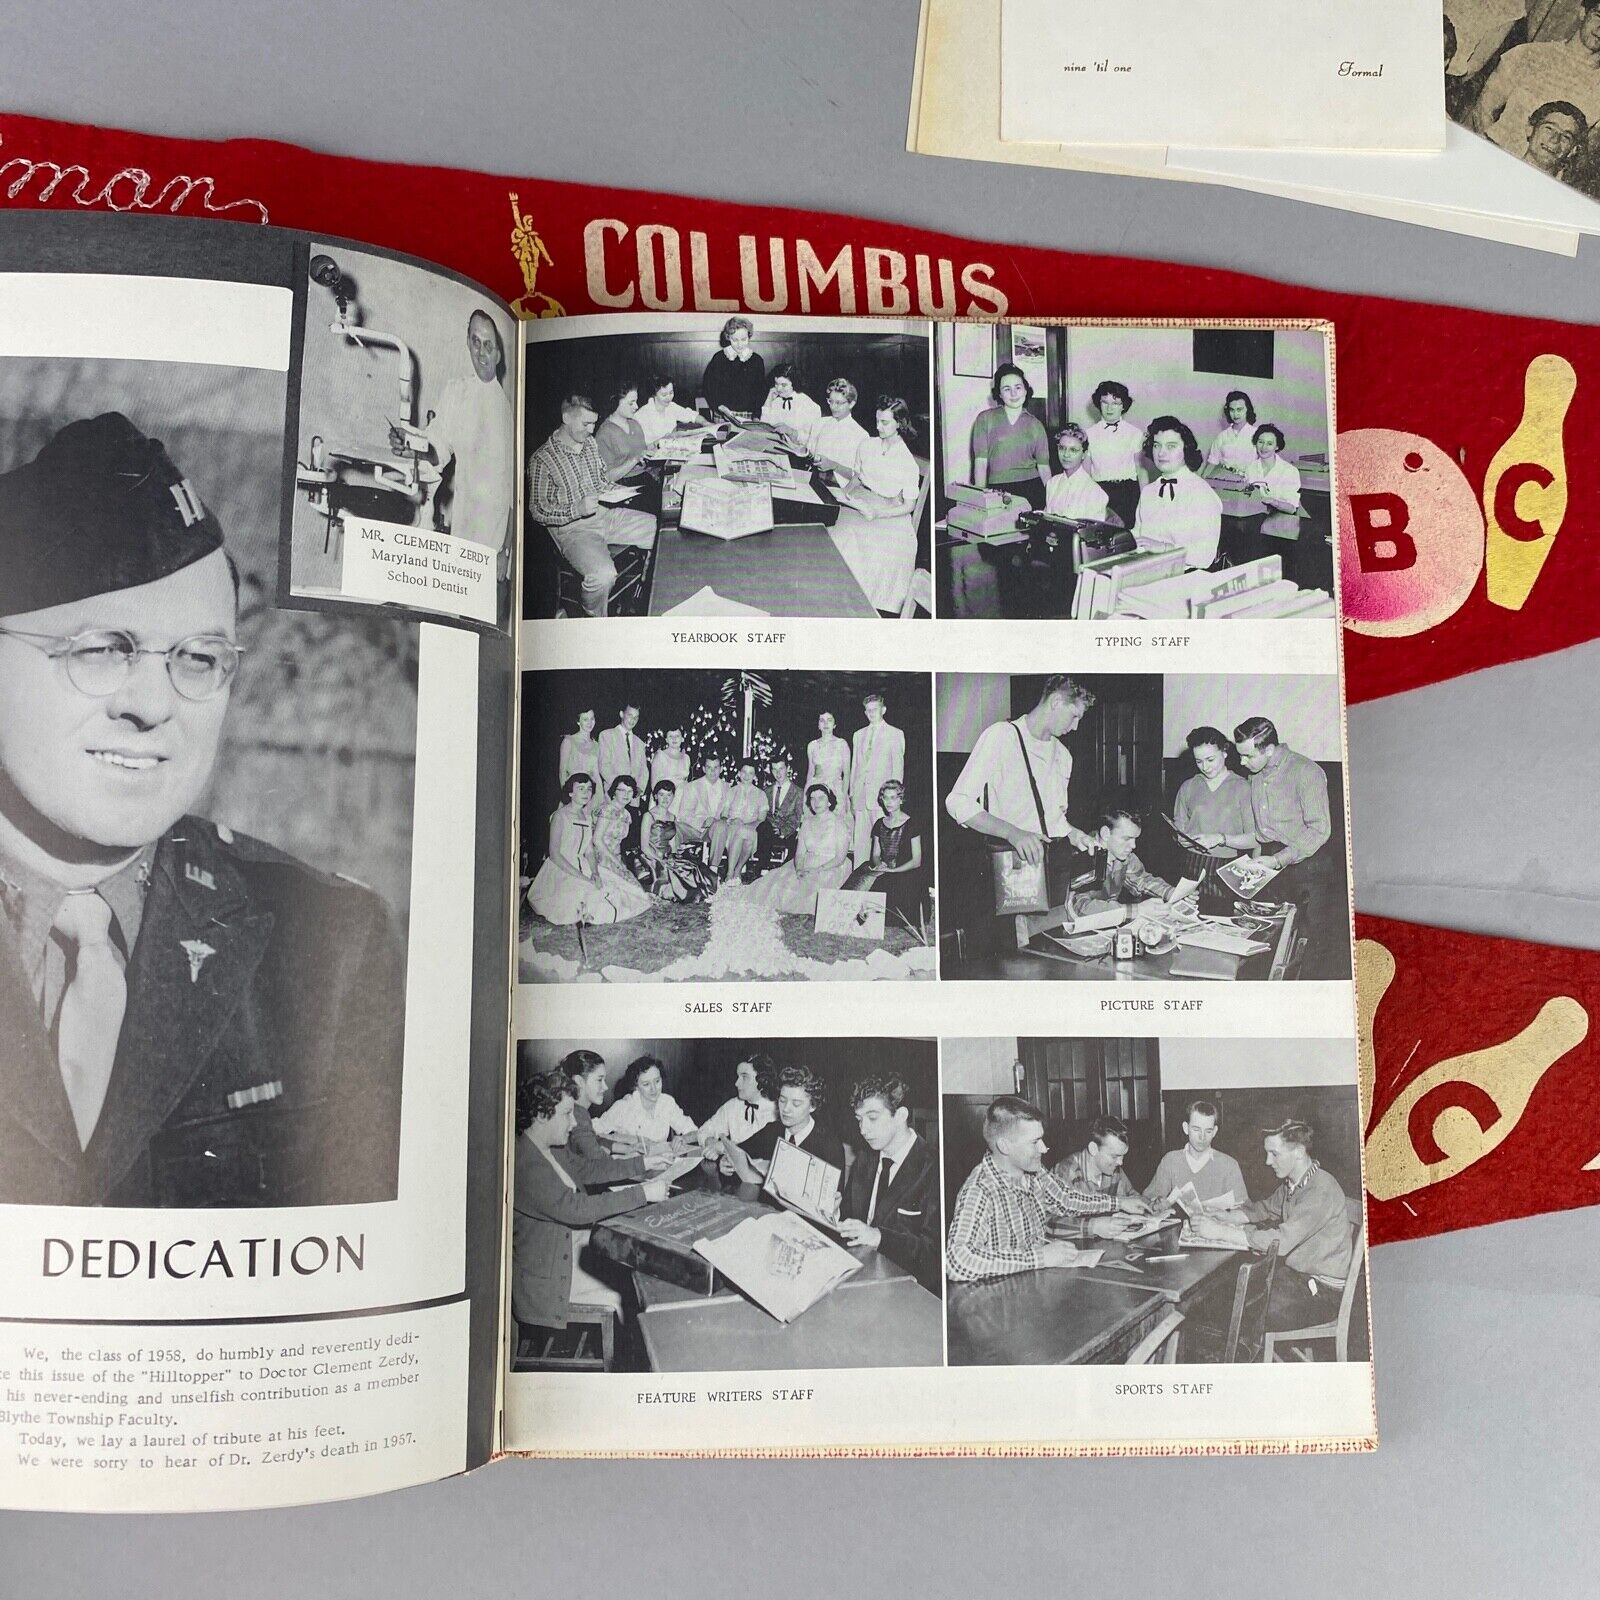 nine 'til one
Formal
man
COLUMBUS
B
C
C
MR. CLEMENT ZERDY
Maryland University
School Dentist
DEDICATION
We, the class of 1958, do humbly and reverently dedi-
this issue of the "Hilltopper" to Doctor Clement Zerdy,
his never-ending and unselfish contribution as a member
Blythe Township Faculty.
Today, we lay a laurel of tribute at his feet.
We were sorry to hear of Dr. Zerdy's death in 1957.
YEARBOOK STAFF
TYPING STAFF
SALES STAFF
PICTURE STAFF
Studio
Pottsville, Pa.
FEATURE WRITERS STAFF
SPORTS STAFF